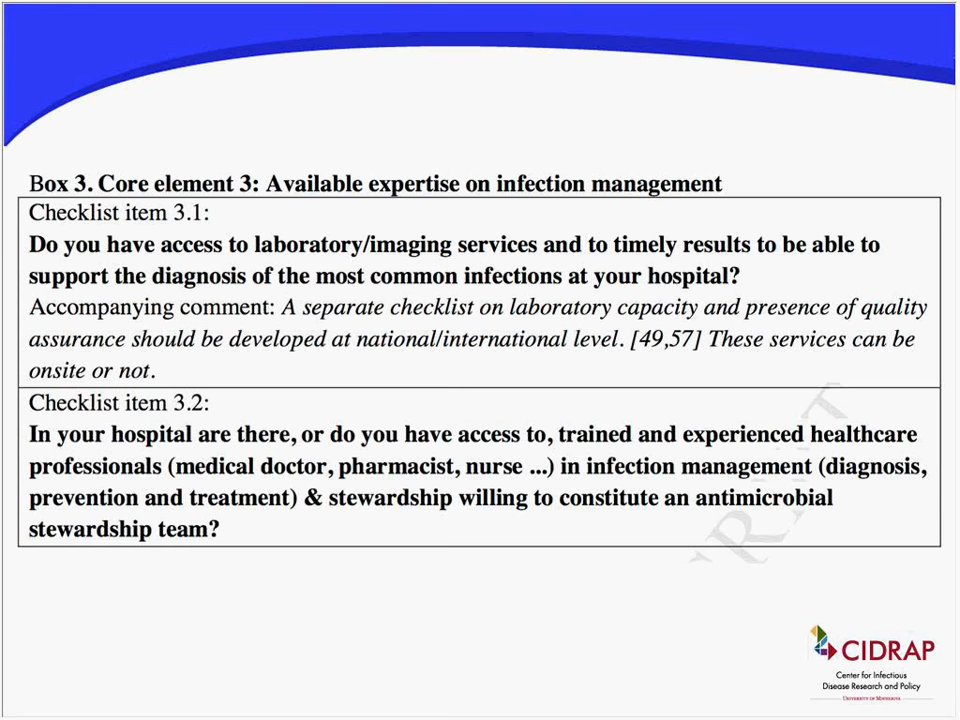 Box 3. Core element 3: Available expertise on infection management
Checklist item 3.1:
Do you have access to laboratory/imaging services and to timely results to be able to
support the diagnosis of the most common infections at your hospital?
Accompanying comment: A separate checklist on laboratory capacity and presence of quality
assurance should be developed at national/international level. [49,57] These services can be
onsite or not.
Checklist item 3.2:
In your hospital are there, or do you have access to, trained and experienced healthcare
professionals (medical doctor, pharmacist, nurse ...) in infection management (diagnosis,
prevention and treatment) & stewardship willing to constitute an antimicrobial
stewardship team?
CIDRAP
Center for Infectious
Disease Research and Policy
UNIVERSITY OF MINNESOTA